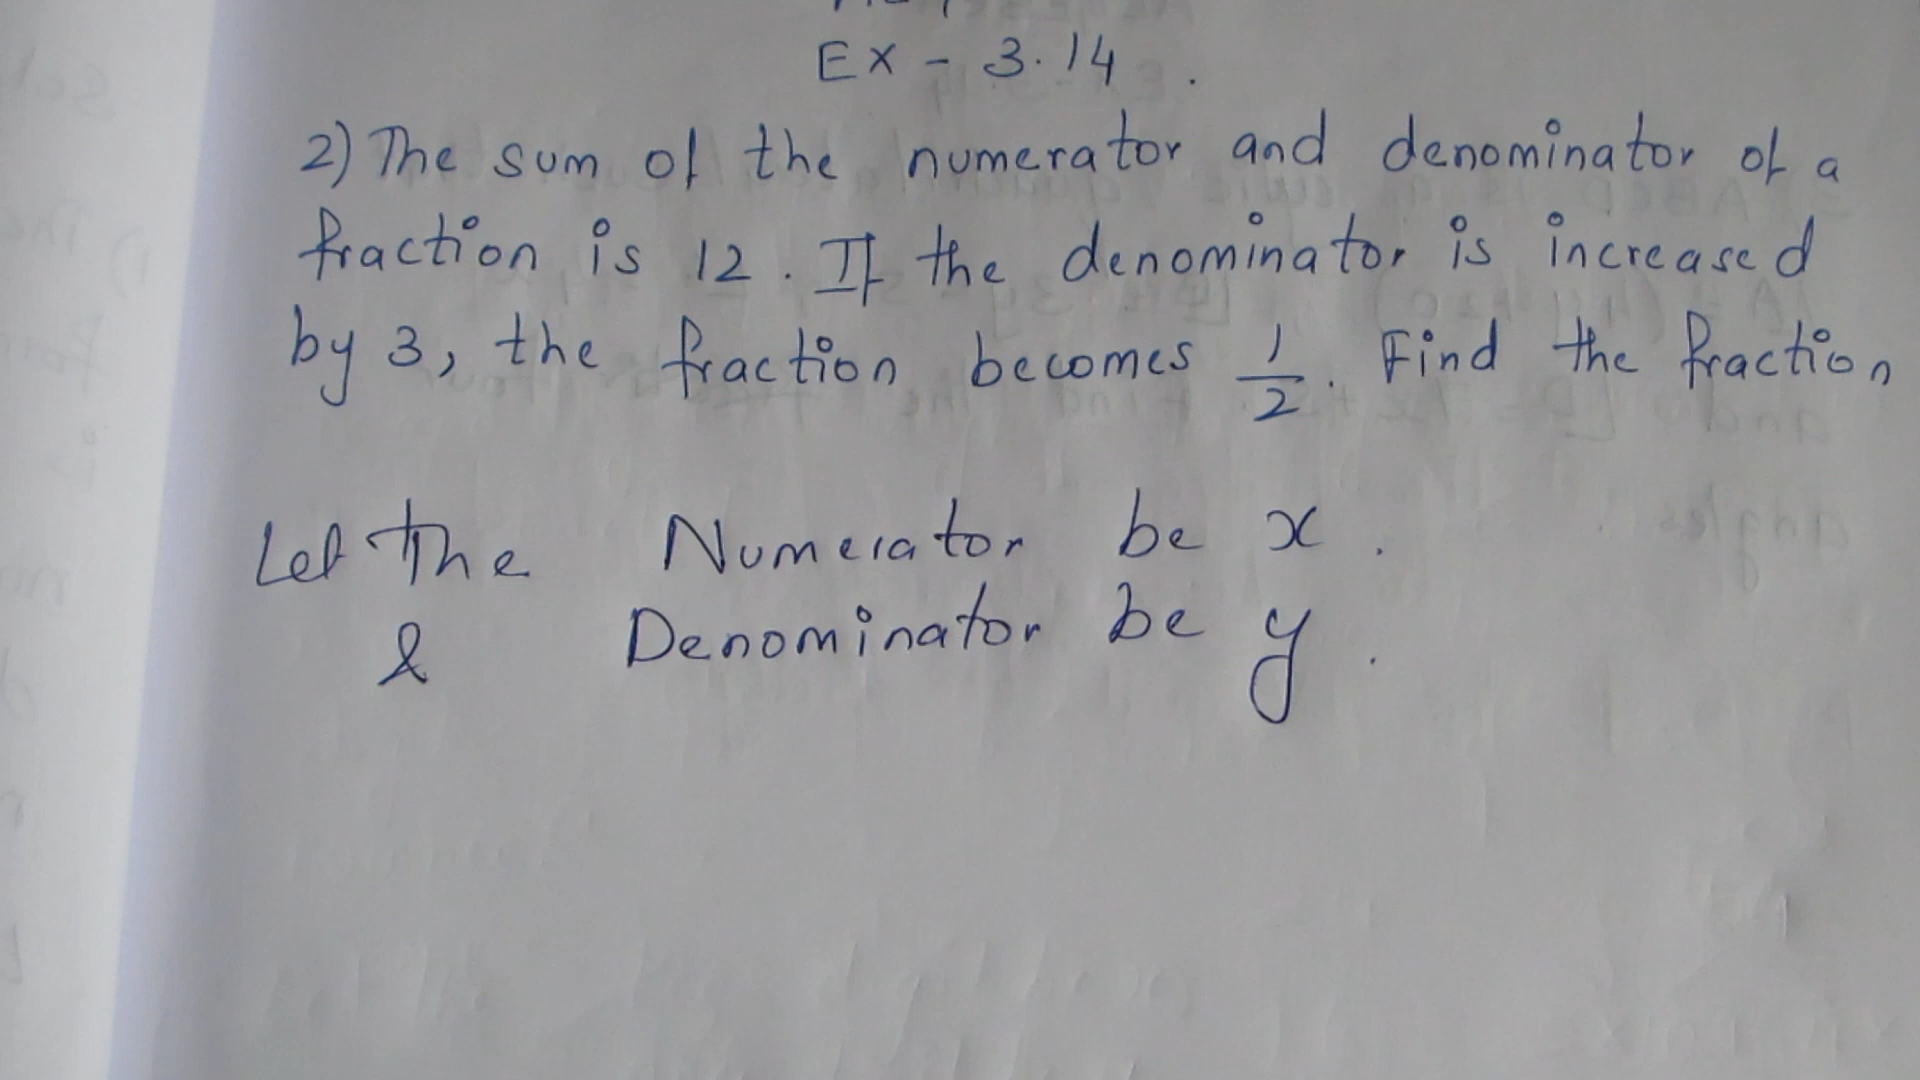 EX - 3.14.
2) The sum of the numerator and denominator of a
fraction is 12. If the denominator is increased
by 3, the fraction becomes 1/2. Find the fraction
Let The Numerator be x.
& Denominator be y.